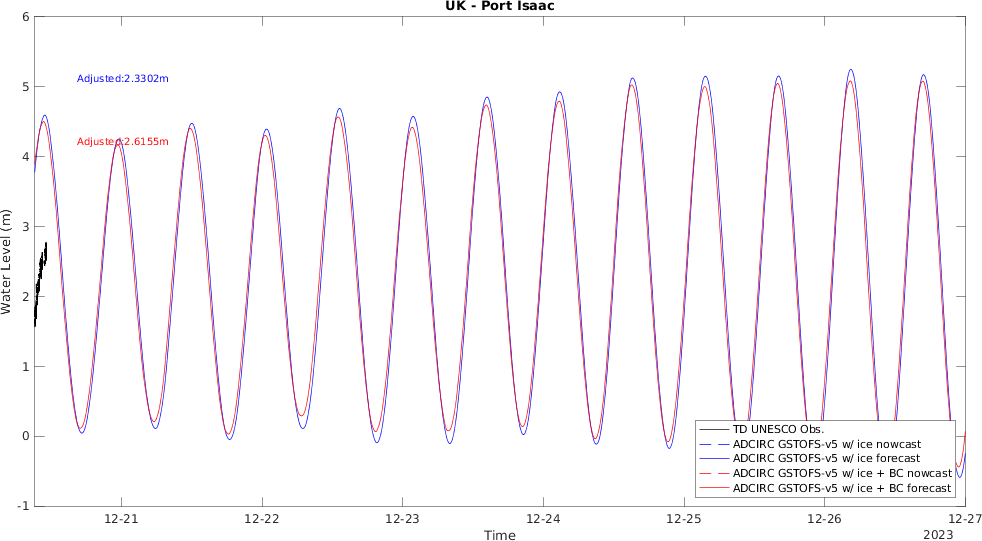 UK - Port Isaac
6
5
4
3
2
1
0
-1
Water Level (m)
Adjusted:2.3302m
Adjusted:2.6155m
TD UNESCO Obs.
ADCIRC GSTOFS-v5 w/ ice nowcast
ADCIRC GSTOFS-v5 w/ ice forecast
ADCIRC GSTOFS-v5 w/ ice + BC nowcast
ADCIRC GSTOFS-v5 w/ ice + BC forecast
12-21 12-22 12-23 12-24 12-25 12-26 12-27
Time
2023